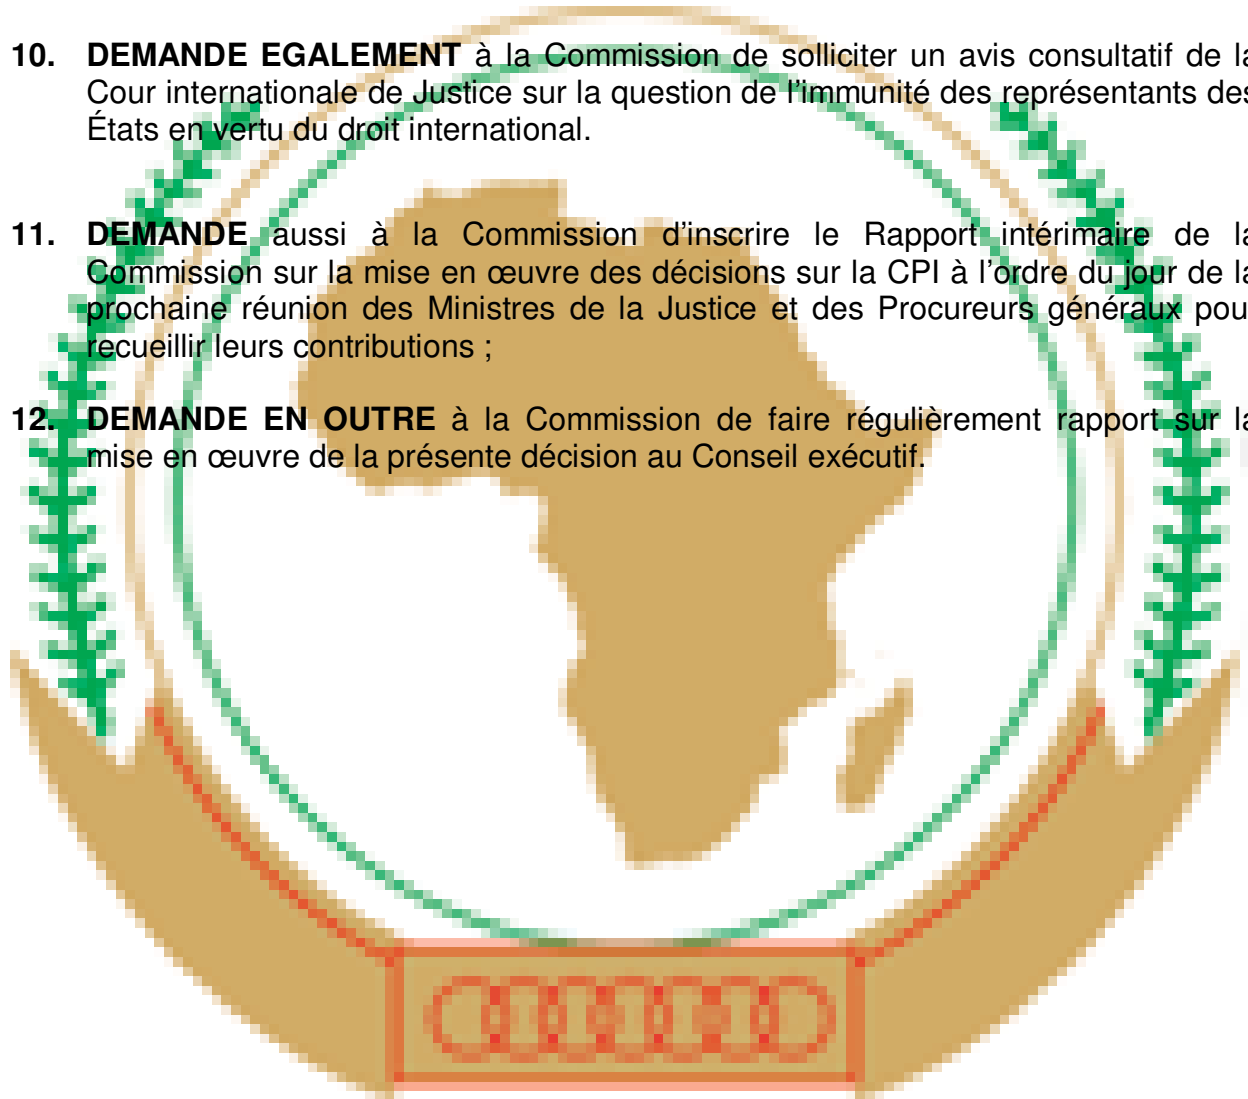 10. DEMANDE EGALEMENT à la Commission de solliciter un avis consultatif de la
Cour internationale de Justice sur la question de l'immunité des représentants des
États en vertu du droit international.
11. DEMANDE aussi à la Commission d'inscrire le Rapport intérimaire de la
Commission sur la mise en œuvre des décisions sur la CPI à l'ordre du jour de la
prochaine réunion des Ministres de la Justice et des Procureurs généraux pour
recueillir leurs contributions ;
12. DEMANDE EN OUTRE à la Commission de faire régulièrement rapport sur la
mise en œuvre de la présente décision au Conseil exécutif.